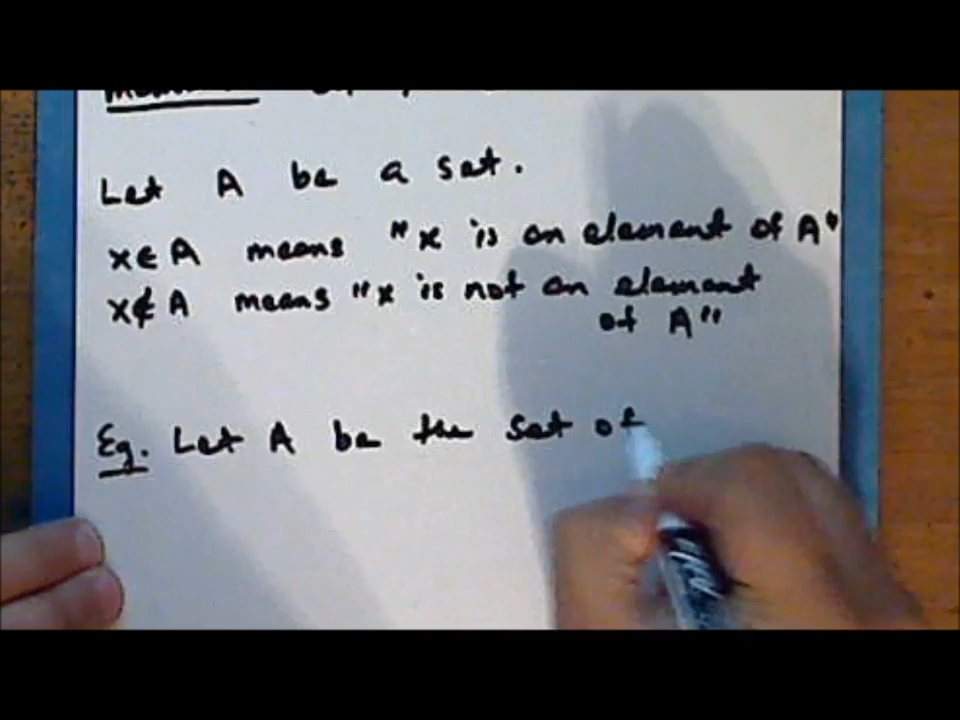 Let A be a set.
x∈A means "x is an element of A"
x∉A means "x is not an element
of A"
Eg. Let A be the set of